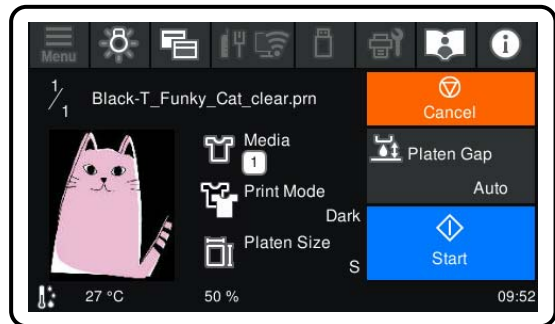 Menu
1/1 Black-T_Funky_Cat_clear.prn
Media
1
Print Mode
Dark
Platen Size
S
Cancel
Platen Gap
Auto
Start
27 °C 50 % 09:52